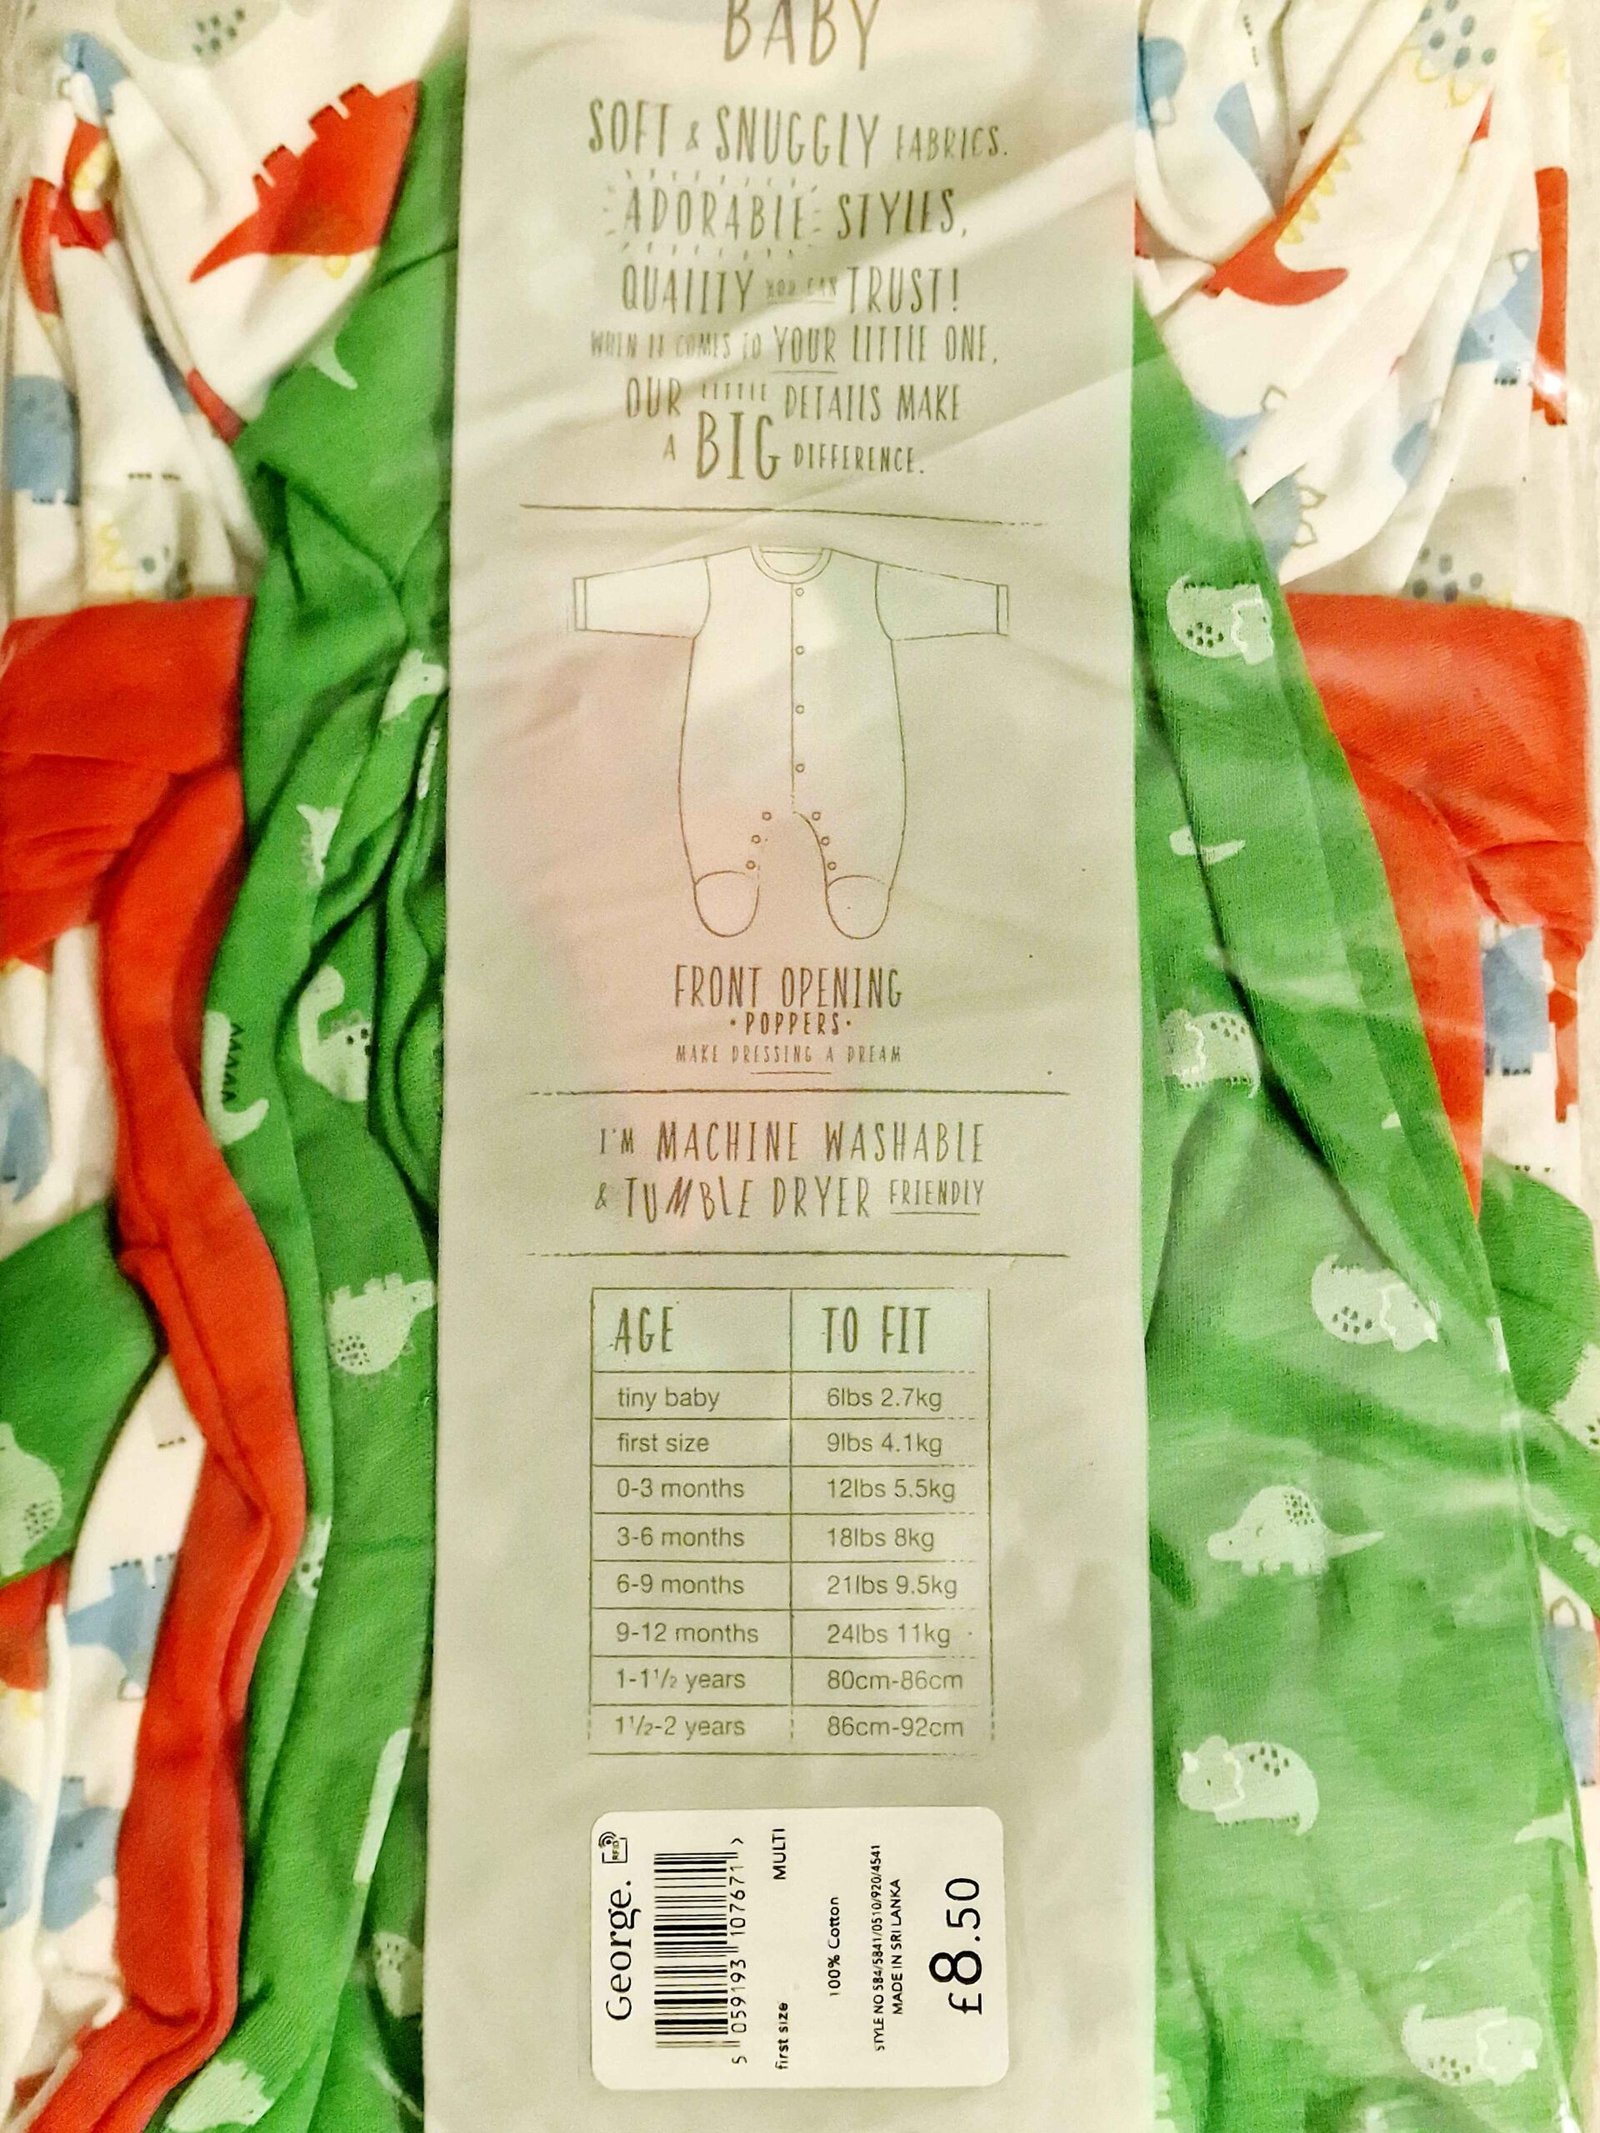 BABY
SOFT & SNUGGLY FABRICS.
ADORABLE STYLES,
QUALITY YOU CAN TRUST!
WHEN IT COMES TO YOUR LITTLE ONE,
OUR LITTLE DETAILS MAKE
A BIG DIFFERENCE.
FRONT OPENING
• POPPERS •
MAKE DRESSING A DREAM
I'M MACHINE WASHABLE
& TUMBLE DRYER FRIENDLY
AGE TO FIT
tiny baby 6lbs 2.7kg
first size 9lbs 4.1kg
0-3 months 12lbs 5.5kg
3-6 months 18lbs 8kg
6-9 months 21lbs 9.5kg
9-12 months 24lbs 11kg
1-1½ years 80cm-86cm
1½-2 years 86cm-92cm
George. RFID
5 059193 107671 >
first size MULTI
100% Cotton
STYLE NO 5B4/5841/0510/920/4541
MADE IN SRI LANKA
£8.50